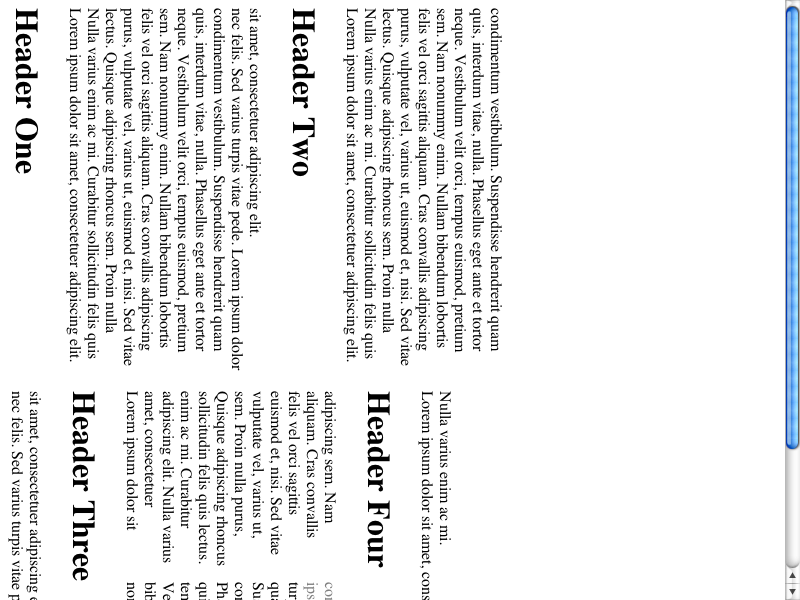 Header One
Lorem ipsum dolor sit amet, consectetuer adipiscing elit.
Nulla varius enim ac mi. Curabitur sollicitudin felis quis
lectus. Quisque adipiscing rhoncus sem. Proin nulla
purus, vulputate vel, varius ut, euismod et, nisi. Sed vitae
felis vel orci sagittis aliquam. Cras convallis adipiscing
sem. Nam nonummy enim. Nullam bibendum lobortis
neque. Vestibulum velit orci, tempus euismod, pretium
quis, interdum vitae, nulla. Phasellus eget ante et tortor
condimentum vestibulum. Suspendisse hendrerit quam
nec felis. Sed varius turpis vitae pede. Lorem ipsum dolor
sit amet, consectetuer adipiscing elit.
Header Two
Lorem ipsum dolor sit amet, consectetuer adipiscing elit.
Nulla varius enim ac mi. Curabitur sollicitudin felis quis
lectus. Quisque adipiscing rhoncus sem. Proin nulla
purus, vulputate vel, varius ut, euismod et, nisi. Sed vitae
felis vel orci sagittis aliquam. Cras convallis adipiscing
sem. Nam nonummy enim. Nullam bibendum lobortis
neque. Vestibulum velit orci, tempus euismod, pretium
quis, interdum vitae, nulla. Phasellus eget ante et tortor
condimentum vestibulum. Suspendisse hendrerit quam
nec felis. Sed varius turpis vitae
sit amet, consectetuer adipiscing
Header Three
Lorem ipsum dolor sit
amet, consectetuer
adipiscing elit. Nulla varius
enim ac mi. Curabitur
sollicitudin felis quis lectus.
Quisque adipiscing rhoncus
sem. Proin nulla purus,
vulputate vel, varius ut,
euismod et, nisi. Sed vitae
felis vel orci sagittis
aliquam. Cras convallis
adipiscing sem. Nam
Header Four
Lorem ipsum dolor sit amet, cons
Nulla varius enim ac mi.